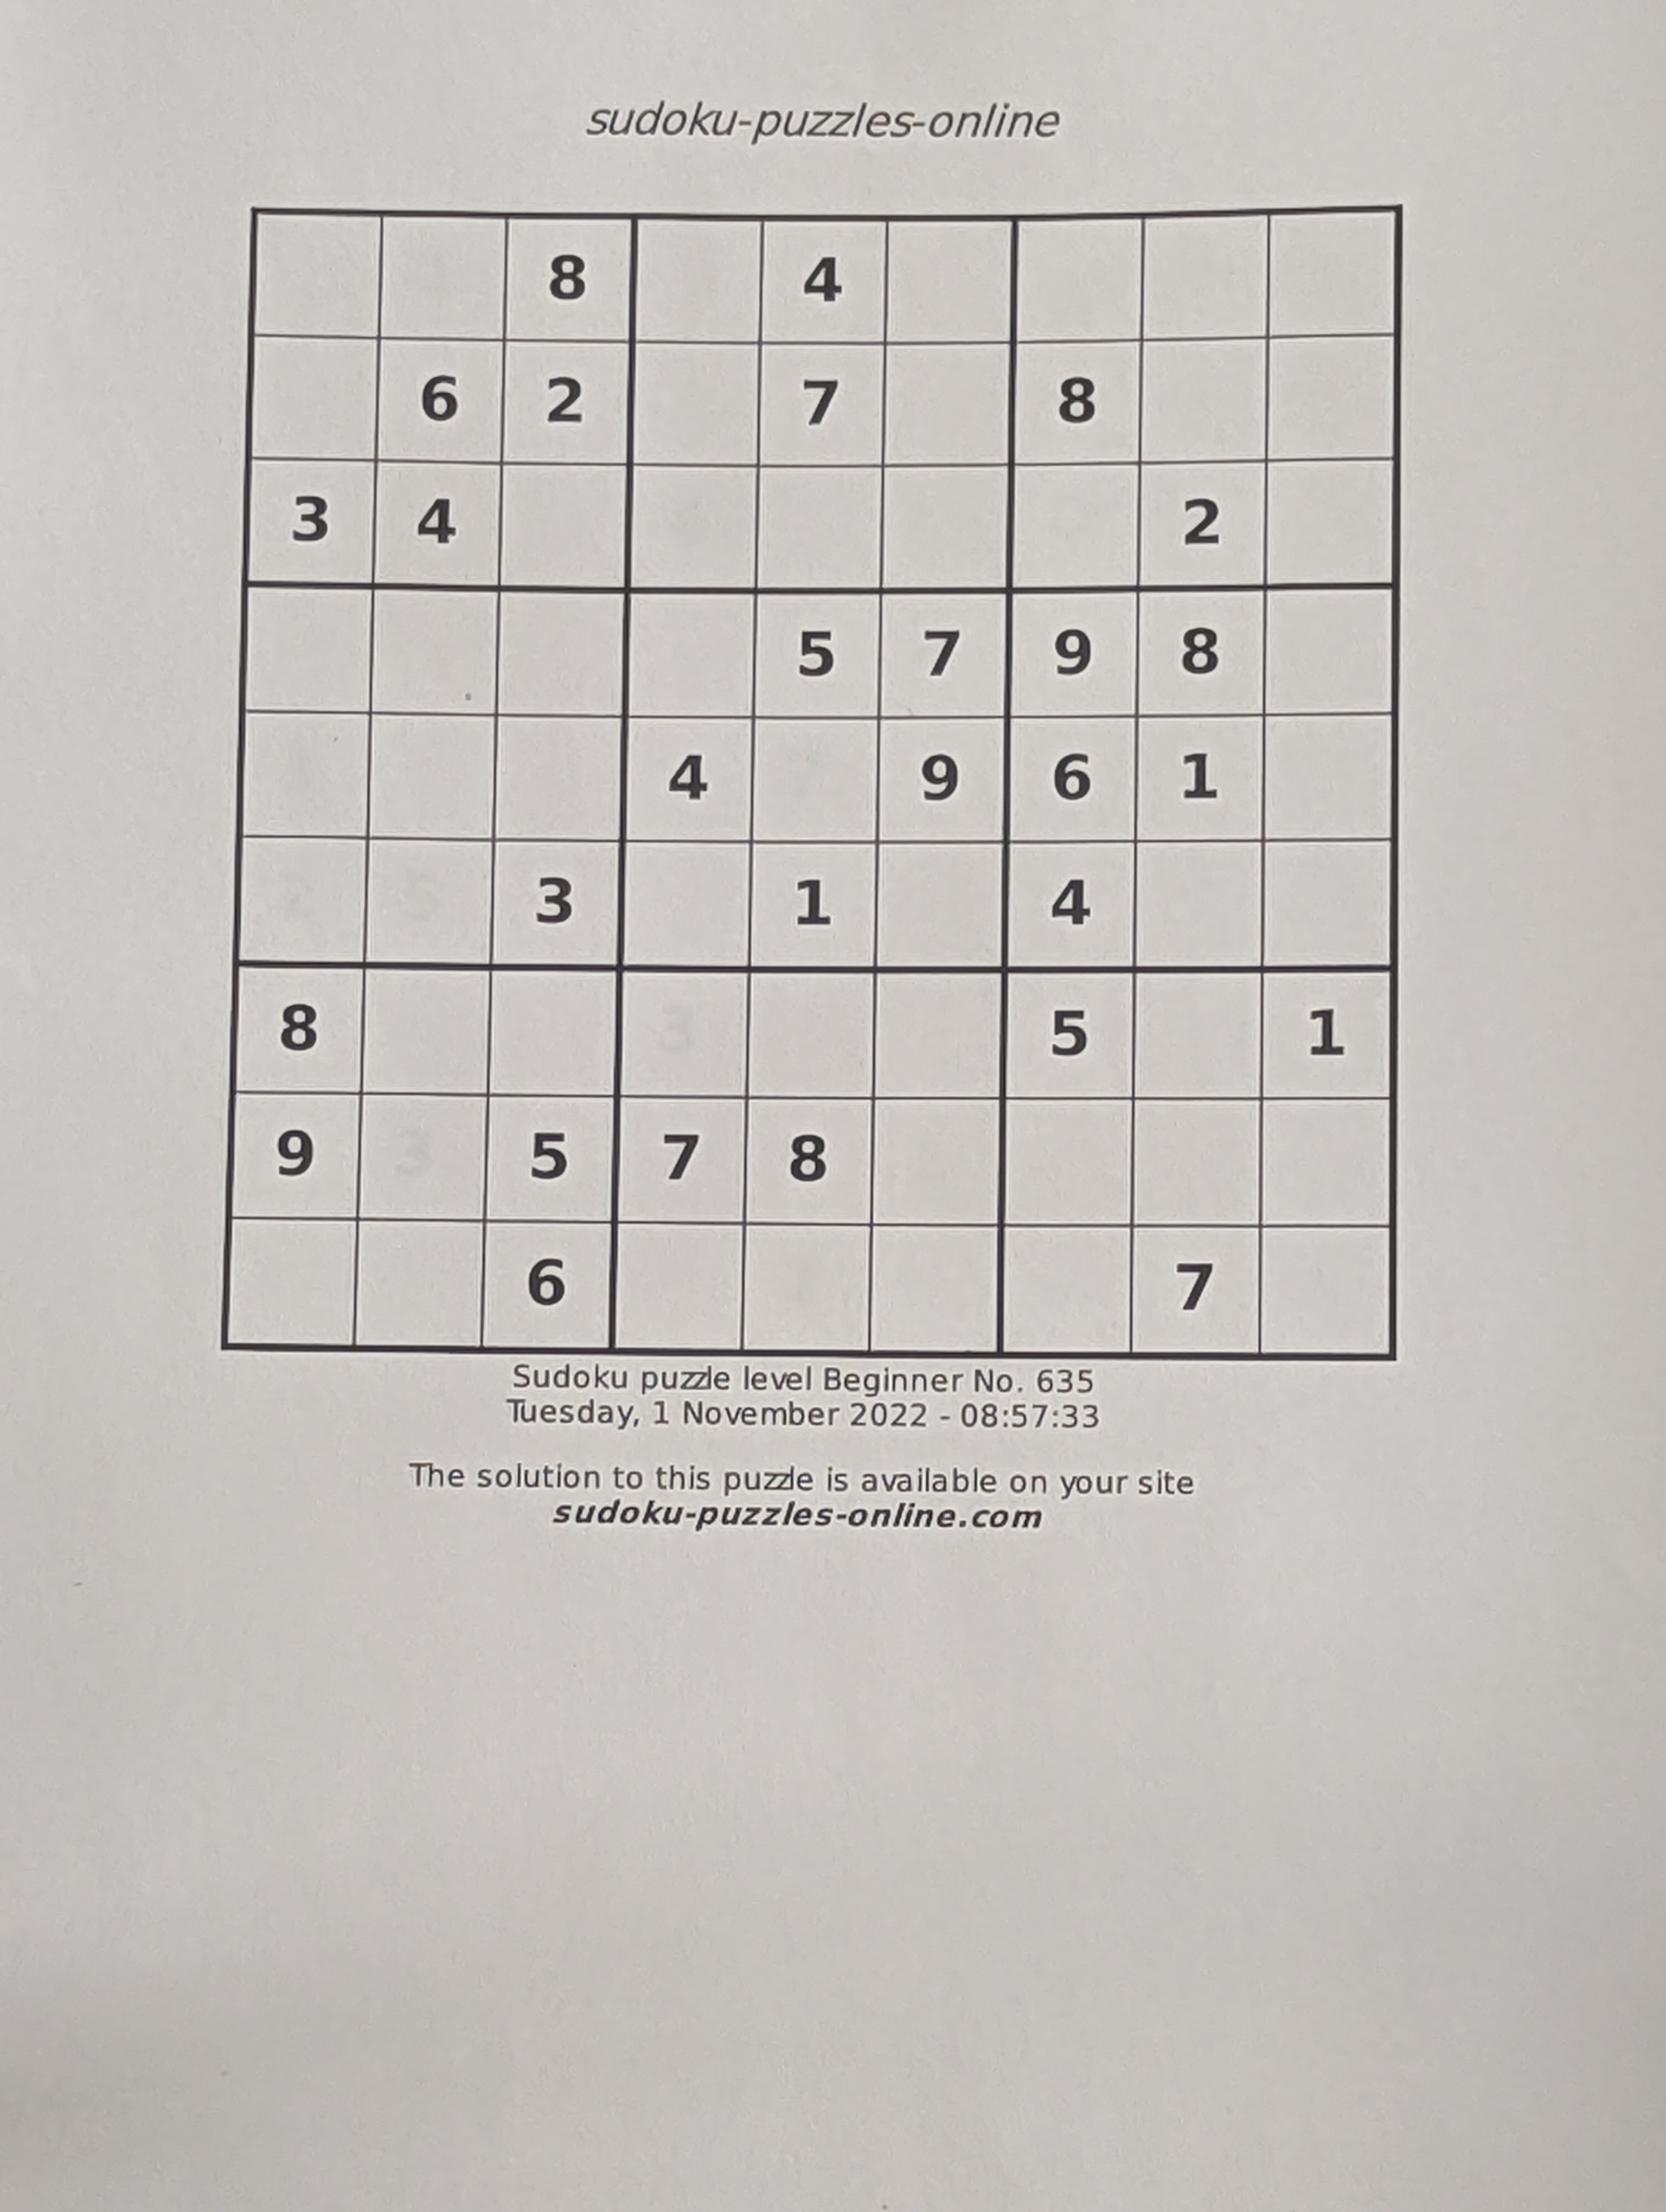 sudoku-puzzles-online
8 4
6 2 7 8
3 4 2
5 7 9 8
4 9 6 1
3 1 4
8 5 1
9 5 7 8
6 7
Sudoku puzzle level Beginner No. 635
Tuesday, 1 November 2022 - 08:57:33
The solution to this puzzle is available on your site
sudoku-puzzles-online.com